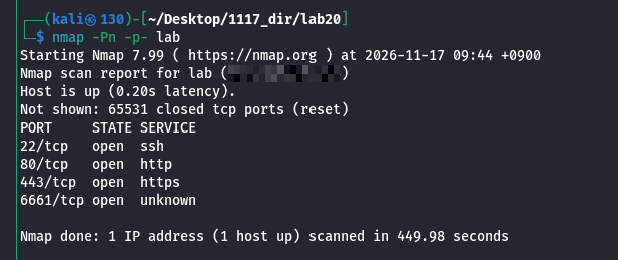 ┌──(kali㉿130)-[~/Desktop/1117_dir/lab20]
└─$ nmap -Pn -p- lab
Starting Nmap 7.99 ( https://nmap.org ) at 2026-11-17 09:44 +0900
Nmap scan report for lab ( )
Host is up (0.20s latency).
Not shown: 65531 closed tcp ports (reset)
PORT     STATE SERVICE
22/tcp   open  ssh
80/tcp   open  http
443/tcp  open  https
6661/tcp open  unknown
Nmap done: 1 IP address (1 host up) scanned in 449.98 seconds